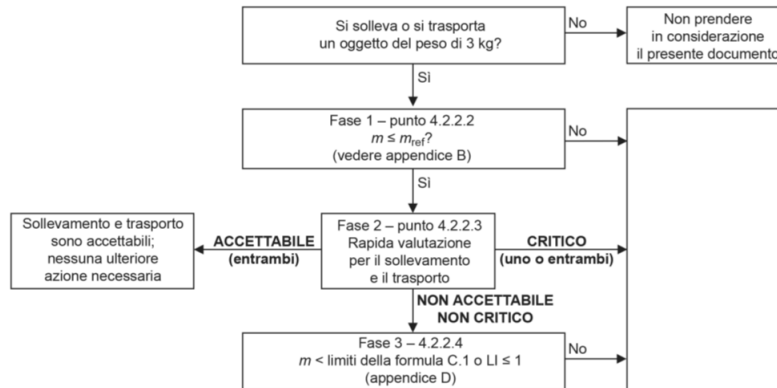 Si solleva o si trasporta
un oggetto del peso di 3 kg?
No
Non prendere
in considerazione
il presente documento
Sì
Fase 1 – punto 4.2.2.2
m ≤ mref?
(vedere appendice B)
No
Sì
Sollevamento e trasporto
sono accettabili;
nessuna ulteriore
azione necessaria
ACCETTABILE
(entrambi)
Fase 2 – punto 4.2.2.3
Rapida valutazione
per il sollevamento
e il trasporto
CRITICO
(uno o entrambi)
NON ACCETTABILE
NON CRITICO
Fase 3 – 4.2.2.4
m < limiti della formula C.1 o LI ≤ 1
(appendice D)
No